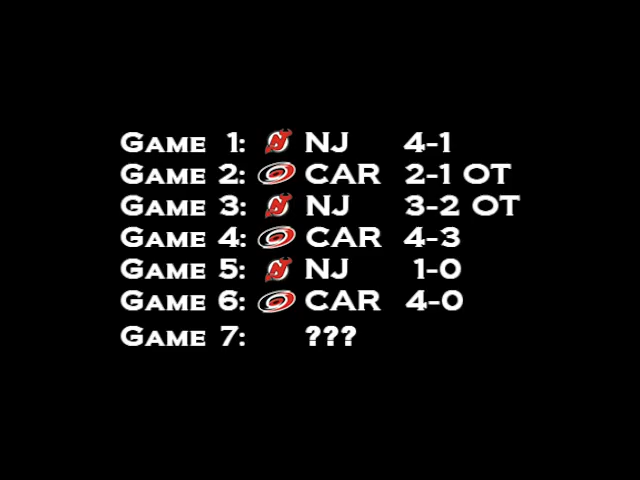 GAME 1: NJ 4-1
GAME 2: CAR 2-1 OT
GAME 3: NJ 3-2 OT
GAME 4: CAR 4-3
GAME 5: NJ 1-0
GAME 6: CAR 4-0
GAME 7: ???